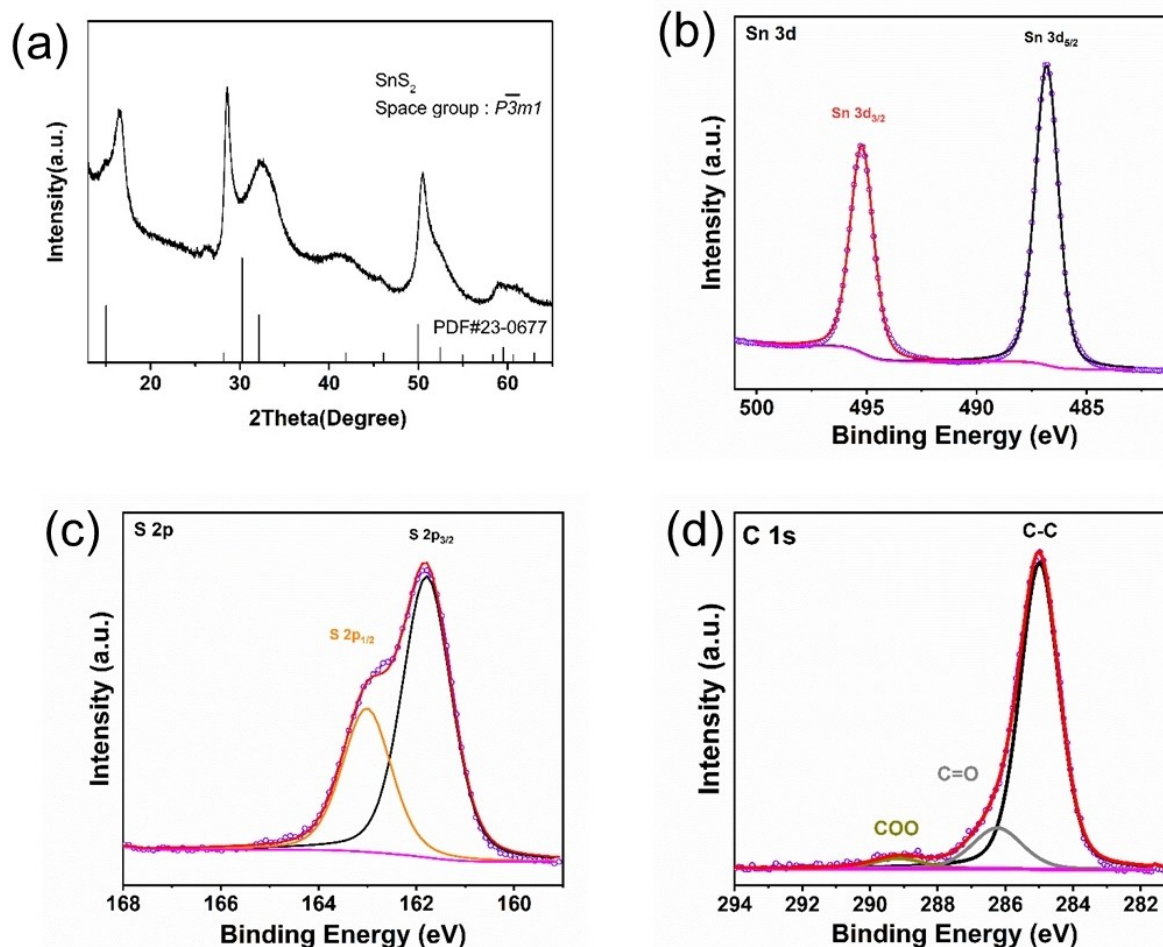 (a)
SnS₂
Space group : P3̅m1
PDF#23-0677
Intensity(a.u.)
20 30 40 50 60
2Theta(Degree)
(b)
Sn 3d
Sn 3d₅/₂
Sn 3d₃/₂
Intensity (a.u.)
500 495 490 485
Binding Energy (eV)
(c)
S 2p
S 2p₃/₂
S 2p₁/₂
Intensity (a.u.)
168 166 164 162 160
Binding Energy (eV)
(d)
C 1s
C-C
C=O
COO
Intensity (a.u.)
294 292 290 288 286 284 282
Binding Energy (eV)